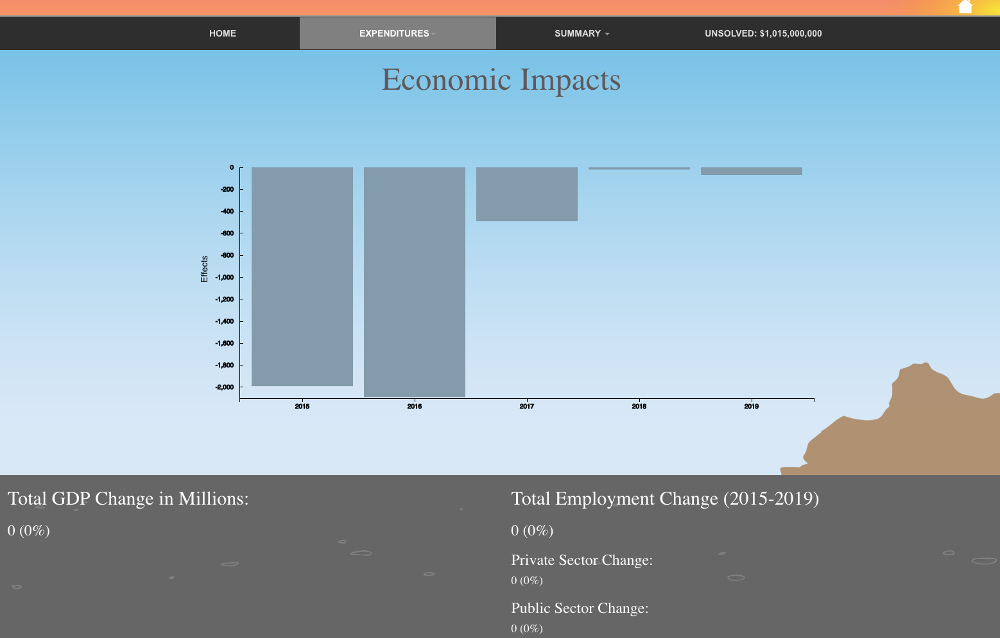 HOME EXPENDITURES SUMMARY UNSOLVED: $1,015,000,000
Economic Impacts
0
-200
-400
-600
-800
-1,000
-1,200
-1,400
-1,600
-1,800
-2,000
Effects
2015 2016 2017 2018 2019
Total GDP Change in Millions:
0 (0%)
Total Employment Change (2015-2019)
0 (0%)
Private Sector Change:
0 (0%)
Public Sector Change:
0 (0%)